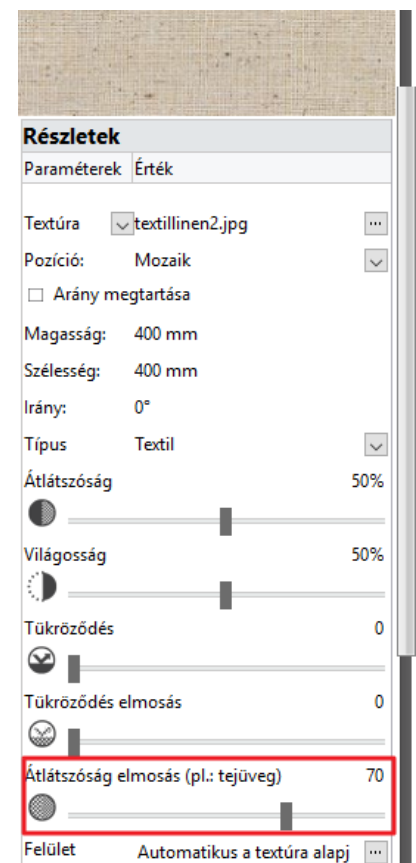 Részletek
Paraméterek Érték
Textúra textillinen2.jpg ...
Pozíció: Mozaik
Arány megtartása
Magasság: 400 mm
Szélesség: 400 mm
Irány: 0°
Típus Textil
Átlátszóság 50%
Világosság 50%
Tükröződés 0
Tükröződés elmosás 0
Átlátszóság elmosás (pl.: tejüveg) 70
Felület Automatikus a textúra alapj ...